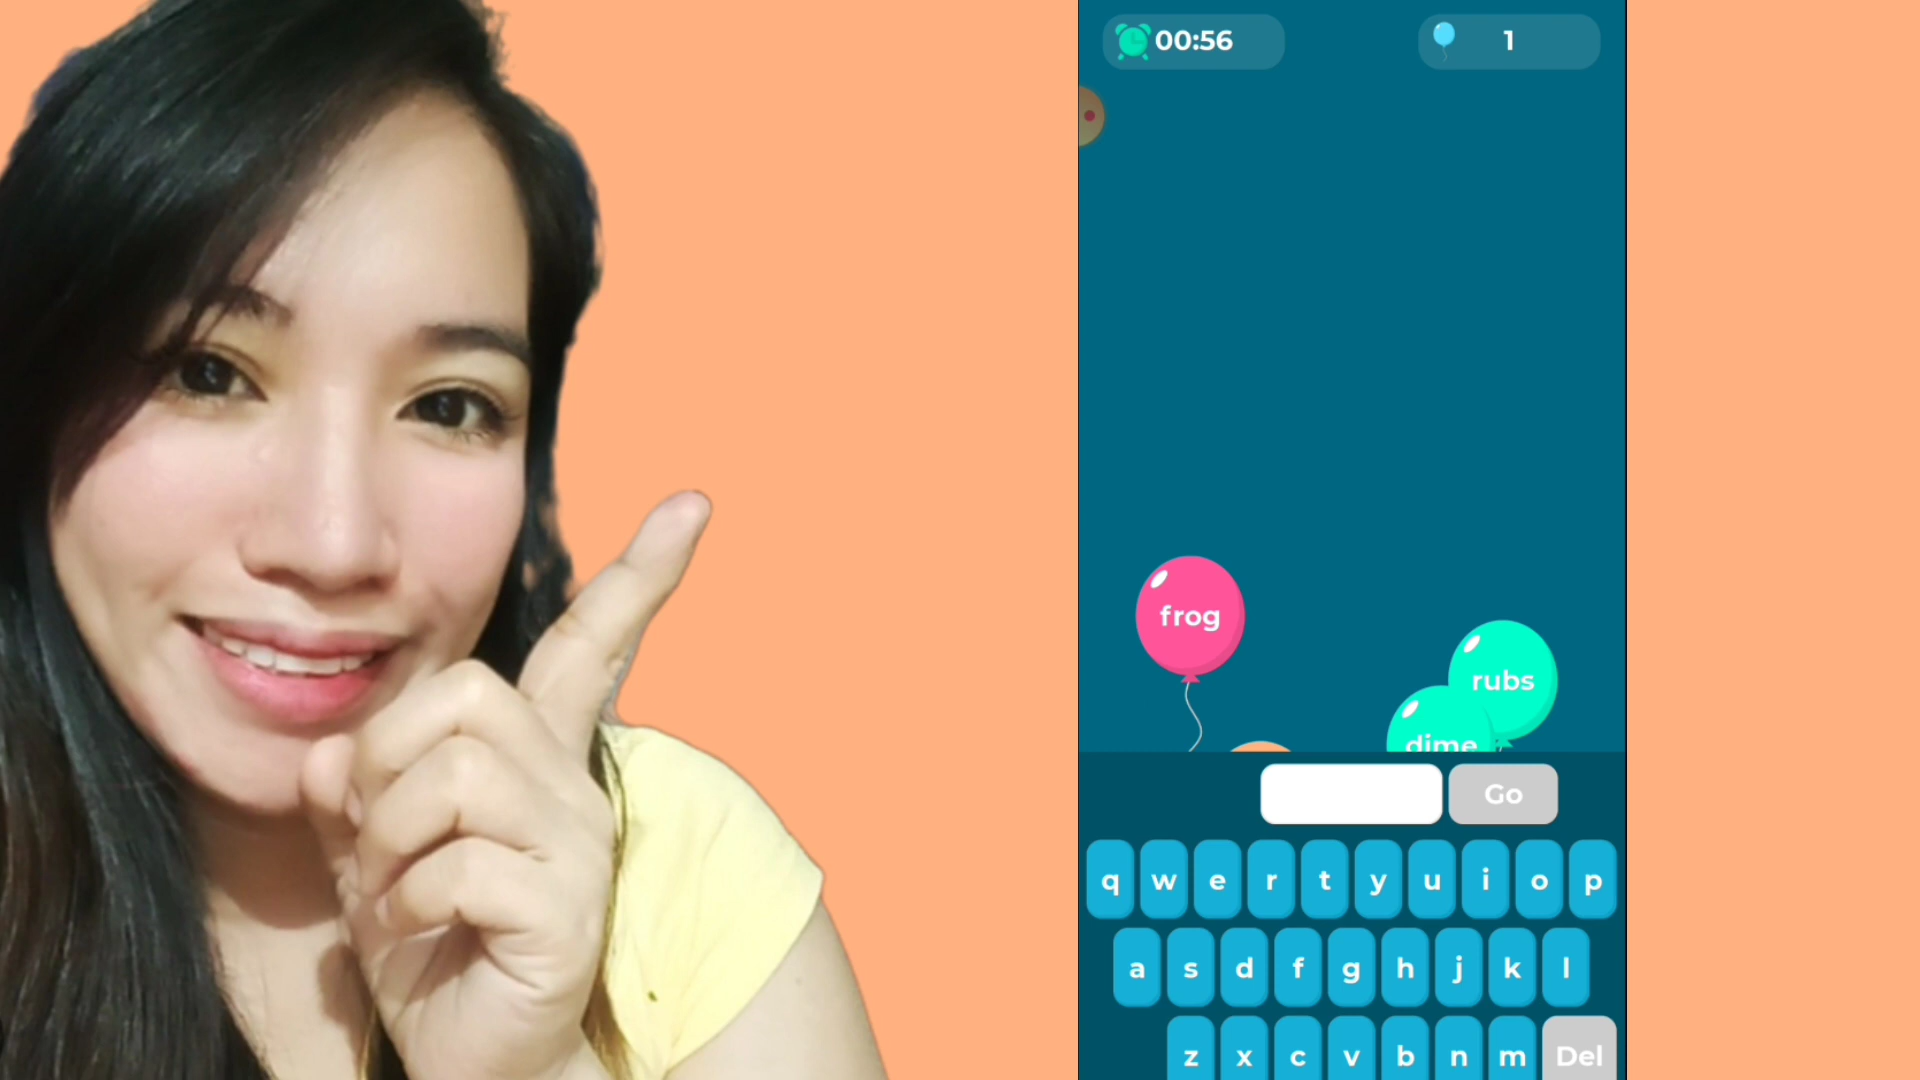 00:56
1
frog
rubs
dime
Go
q w e r t y u i o p
a s d f g h j k l
z x c v b n m Del